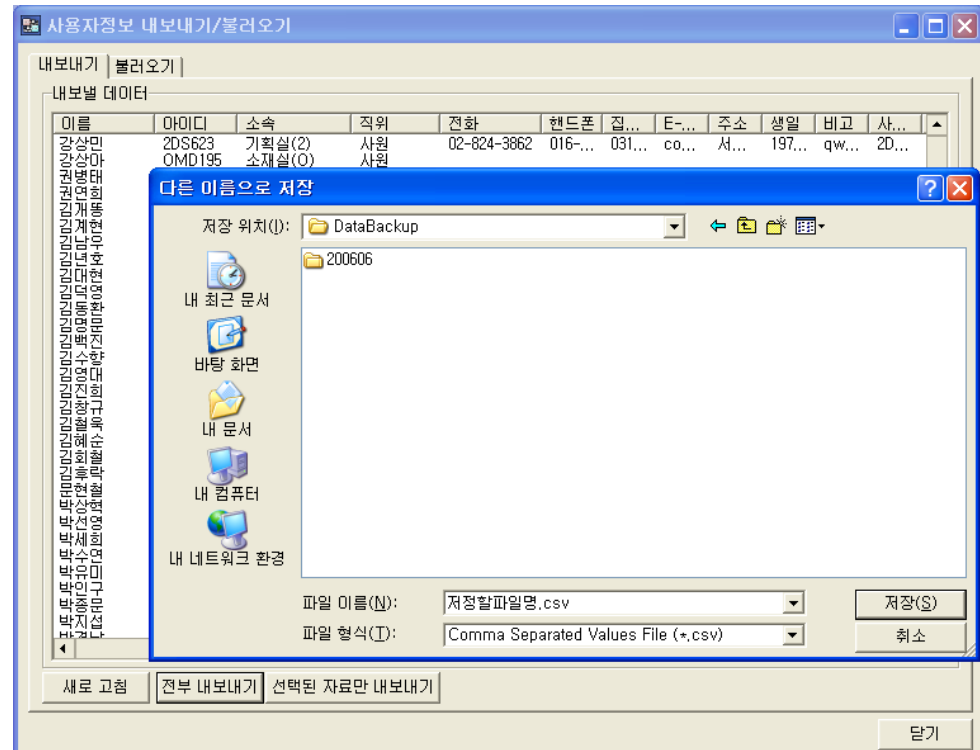 사용자정보 내보내기/불러오기
내보내기 불러오기
내보낼 데이터
이름 아이디 소속 직위 전화 핸드폰 집... E-... 주소 생일 비고 사...
강상민 2DS623 기획실(2) 사원 02-824-3862 016-... 031... co... 서... 197... qw... 2D...
강상아 OMD195 소재실(O) 사원
권병태
권연희
김개똥
김계현
김남우
김년호
김대현
김덕영
김동환
김명문
김백진
김수향
김영대
김진희
김창규
김철욱
김혜순
김회철
김후락
문현철
박상혁
박선영
박세희
박수연
박유미
박인구
박종문
박지섭
다른 이름으로 저장
저장 위치(I): DataBackup
200606
내 최근 문서
바탕 화면
내 문서
내 컴퓨터
내 네트워크 환경
파일 이름(N): 저정할파일명.csv 저장(S)
파일 형식(T): Comma Separated Values File (*.csv) 취소
새로 고침 전부 내보내기 선택된 자료만 내보내기
닫기